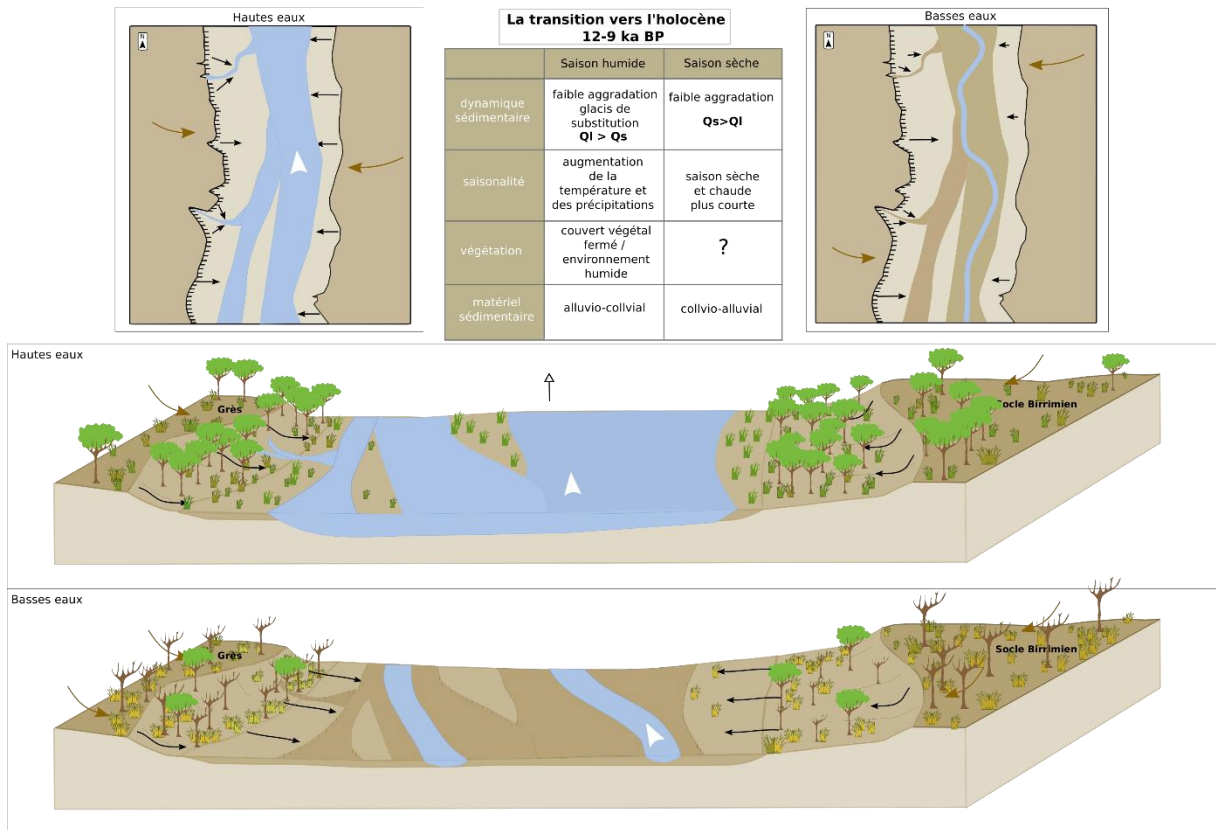 Hautes eaux
N
La transition vers l'holocène
12-9 ka BP
Saison humide
Saison sèche
dynamique
sédimentaire
faible aggradation
glacis de
substitution
Ql > Qs
faible aggradation
Qs>Ql
saisonalité
augmentation
de la
température et
des précipitations
saison sèche
et chaude
plus courte
végétation
couvert végétal
fermé /
environnement
humide
?
matériel
sédimentaire
alluvio-collvial
collvio-alluvial
Basses eaux
N
Hautes eaux
Grès
Socle Birrimien
Basses eaux
Grès
Socle Birrimien